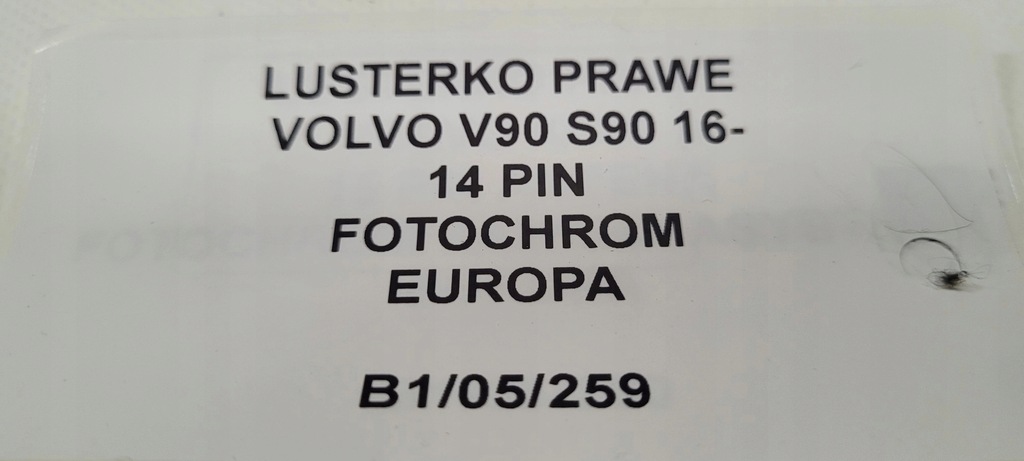 LUSTERKO PRAWE
VOLVO V90 S90 16-
14 PIN
FOTOCHROM
EUROPA
B1/05/259